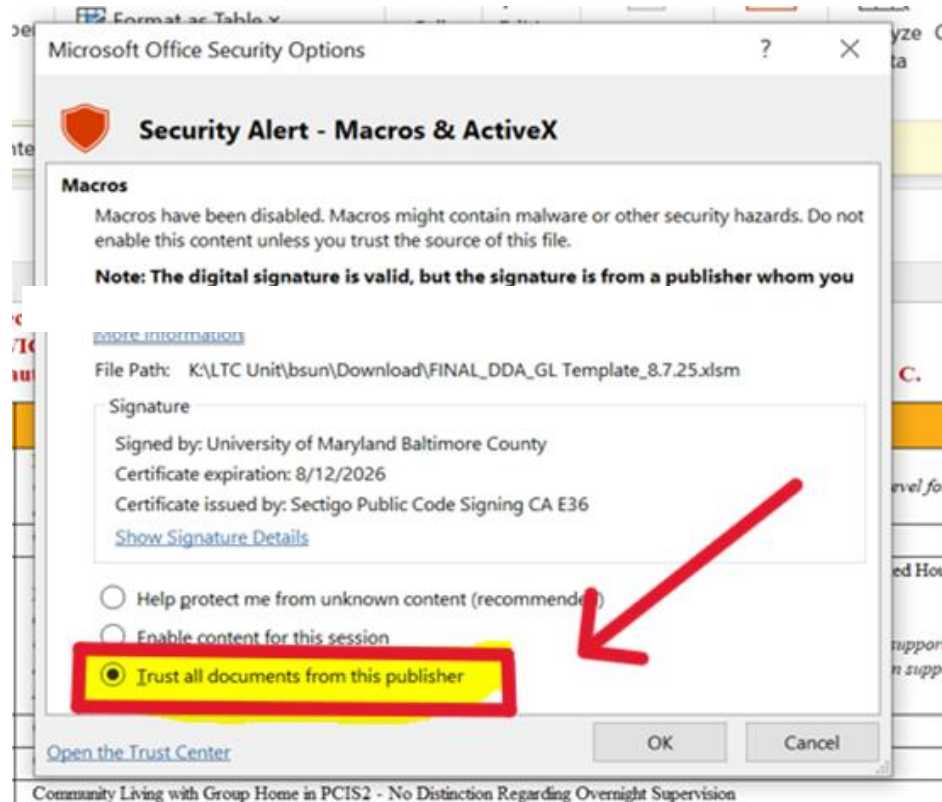 Format as Table
Microsoft Office Security Options
?
Security Alert - Macros & ActiveX
Macros
Macros have been disabled. Macros might contain malware or other security hazards. Do not
enable this content unless you trust the source of this file.
Note: The digital signature is valid, but the signature is from a publisher whom you
More information
File Path: K:\LTC Unit\bsun\Download\FINAL_DDA_GL Template_8.7.25.xlsm
C.
Signature
Signed by: University of Maryland Baltimore County
Certificate expiration: 8/12/2026
Certificate issued by: Sectigo Public Code Signing CA E36
Show Signature Details
Help protect me from unknown content (recommended)
Enable content for this session
Trust all documents from this publisher
Open the Trust Center
OK
Cancel
Community Living with Group Home in PCIS2 - No Distinction Regarding Overnight Supervision